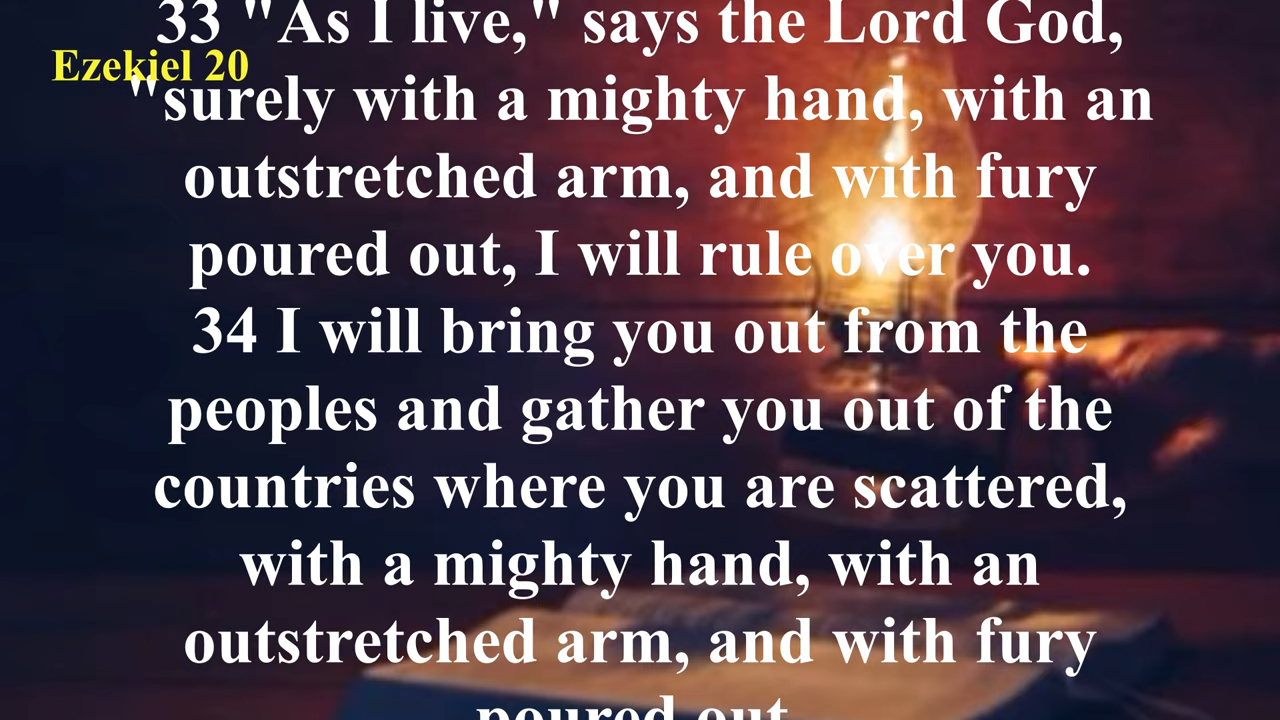 33 "As I live," says the Lord God,
Ezekiel 20
"surely with a mighty hand, with an
outstretched arm, and with fury
poured out, I will rule over you.
34 I will bring you out from the
peoples and gather you out of the
countries where you are scattered,
with a mighty hand, with an
outstretched arm, and with fury
poured out